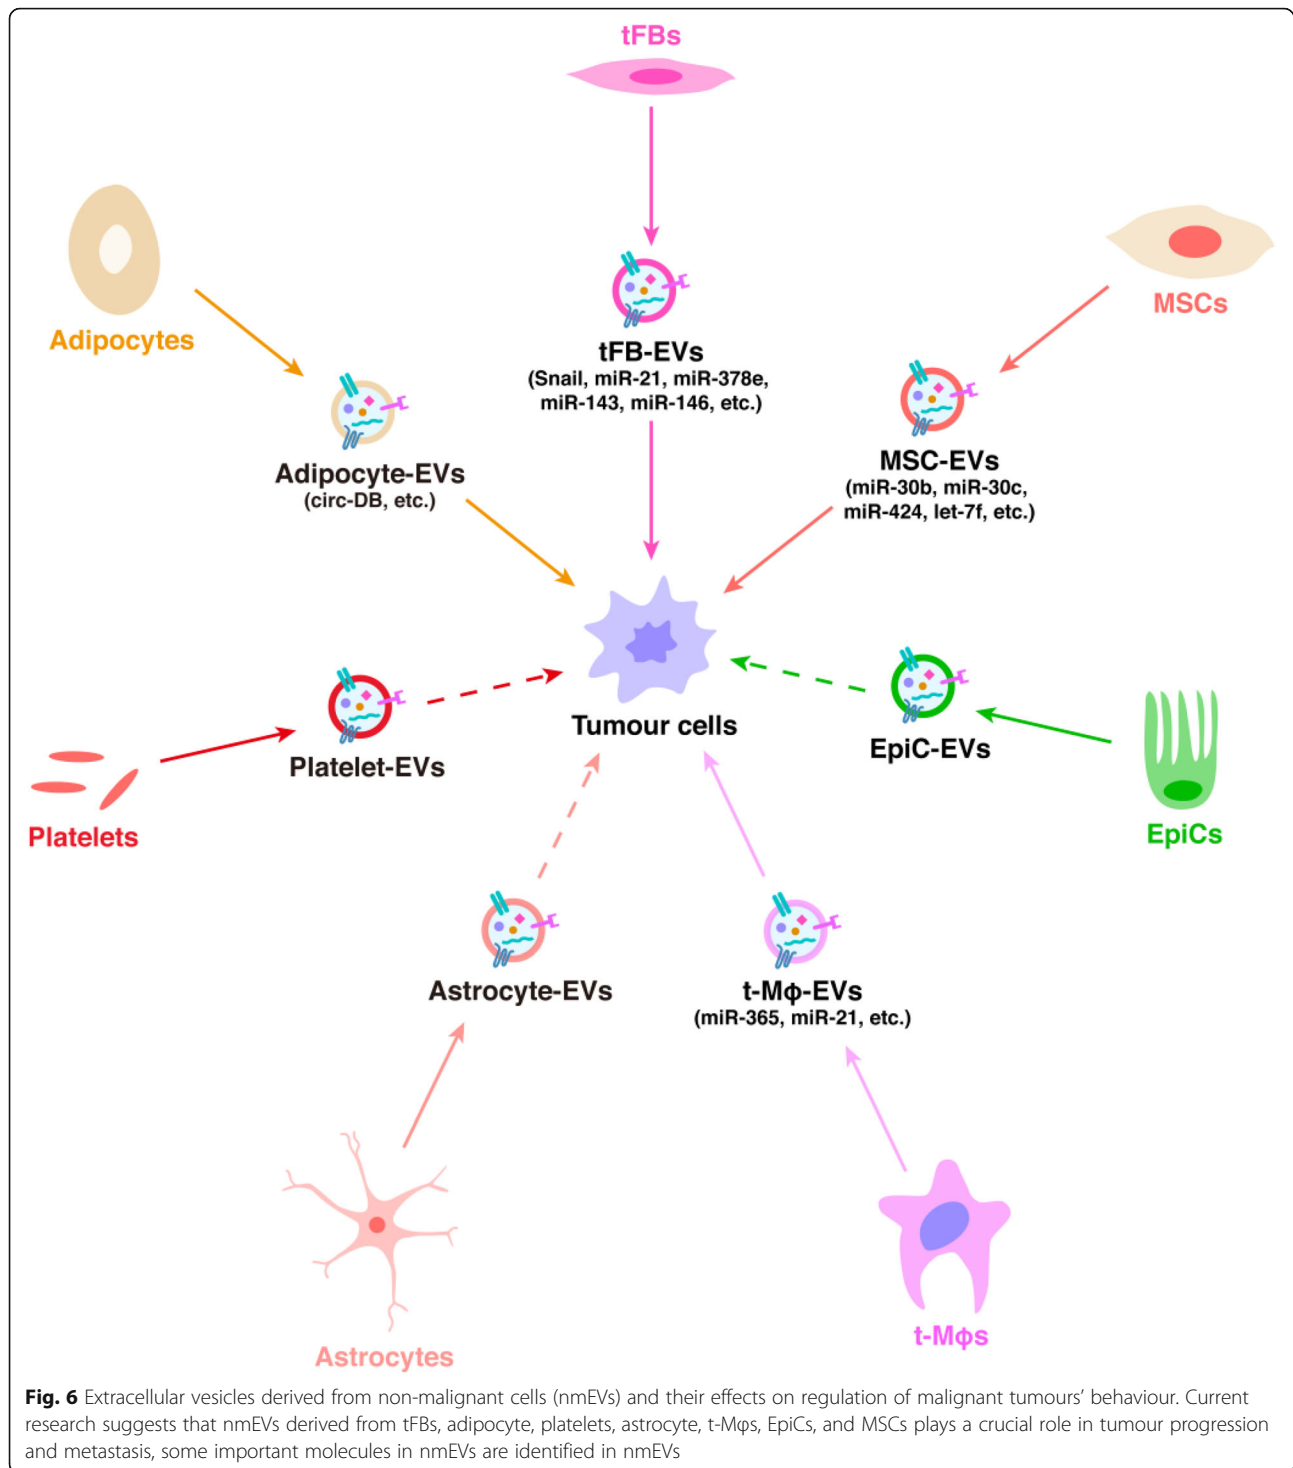 tFBs
Adipocytes
MSCs
tFB-EVs
(Snail, miR-21, miR-378e,
miR-143, miR-146, etc.)
Adipocyte-EVs
(circ-DB, etc.)
MSC-EVs
(miR-30b, miR-30c,
miR-424, let-7f, etc.)
Tumour cells
Platelet-EVs
EpiC-EVs
Platelets
EpiCs
Astrocyte-EVs
t-Mϕ-EVs
(miR-365, miR-21, etc.)
Astrocytes
t-Mϕs
Fig. 6 Extracellular vesicles derived from non-malignant cells (nmEVs) and their effects on regulation of malignant tumours' behaviour. Current
research suggests that nmEVs derived from tFBs, adipocyte, platelets, astrocyte, t-Mφs, EpiCs, and MSCs plays a crucial role in tumour progression
and metastasis, some important molecules in nmEVs are identified in nmEVs